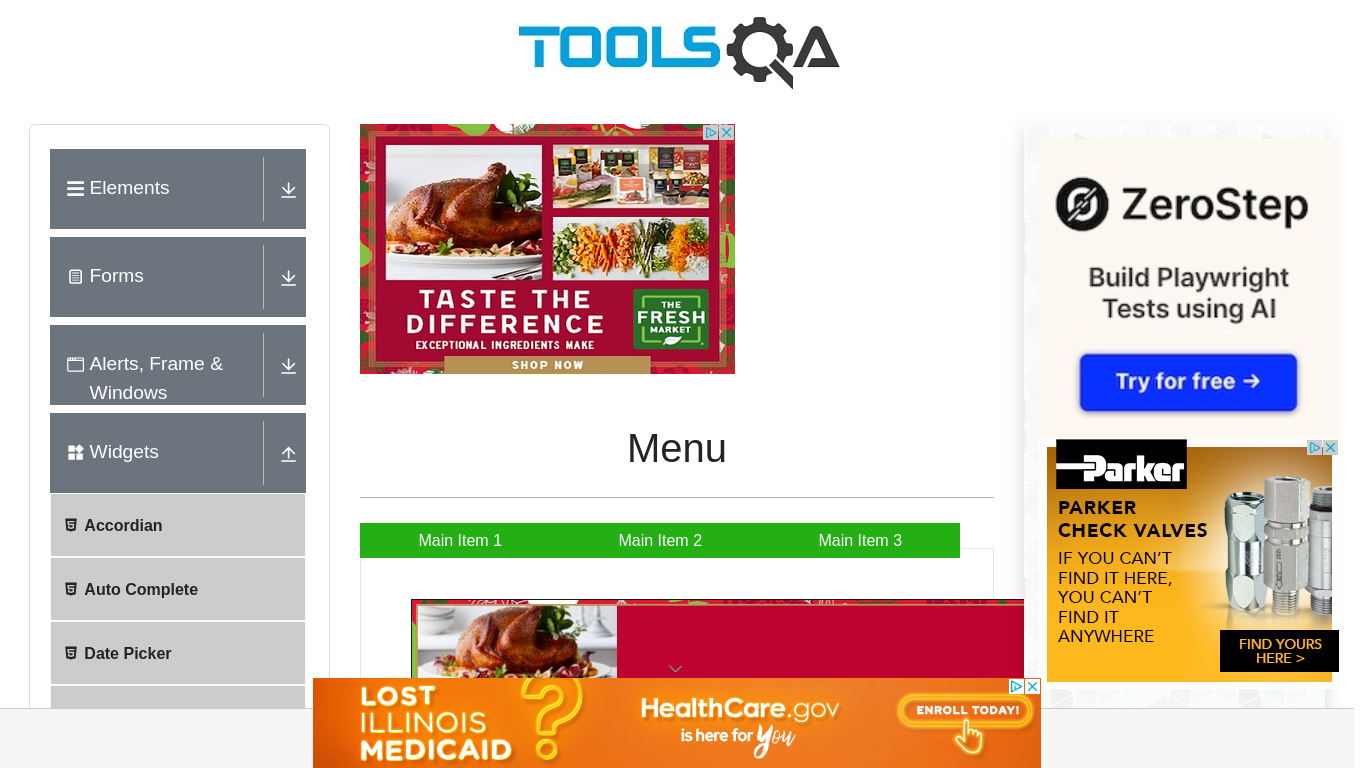 TOOLSQA
Elements
Forms
Alerts, Frame &
Windows
Widgets
Accordian
Auto Complete
Date Picker
TASTE THE
DIFFERENCE
EXCEPTIONAL INGREDIENTS MAKE
THE
FRESH
MARKET
SHOP NOW
Menu
Main Item 1
Main Item 2
Main Item 3
ZeroStep
Build Playwright
Tests using AI
Try for free →
Parker
PARKER
CHECK VALVES
IF YOU CAN'T
FIND IT HERE,
YOU CAN'T
FIND IT
ANYWHERE
FIND YOURS
HERE >
LOST
ILLINOIS
MEDICAID
HealthCare.gov
is here for you
ENROLL TODAY!